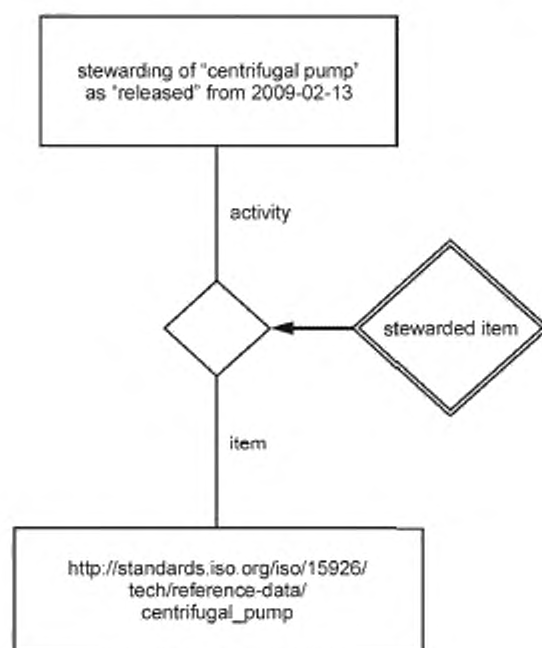 stewarding of "centrifugal pump"
as "released" from 2009-02-13
activity
stewarded item
item
http://standards.iso.org/iso/15926/
tech/reference-data/
centrifugal_pump